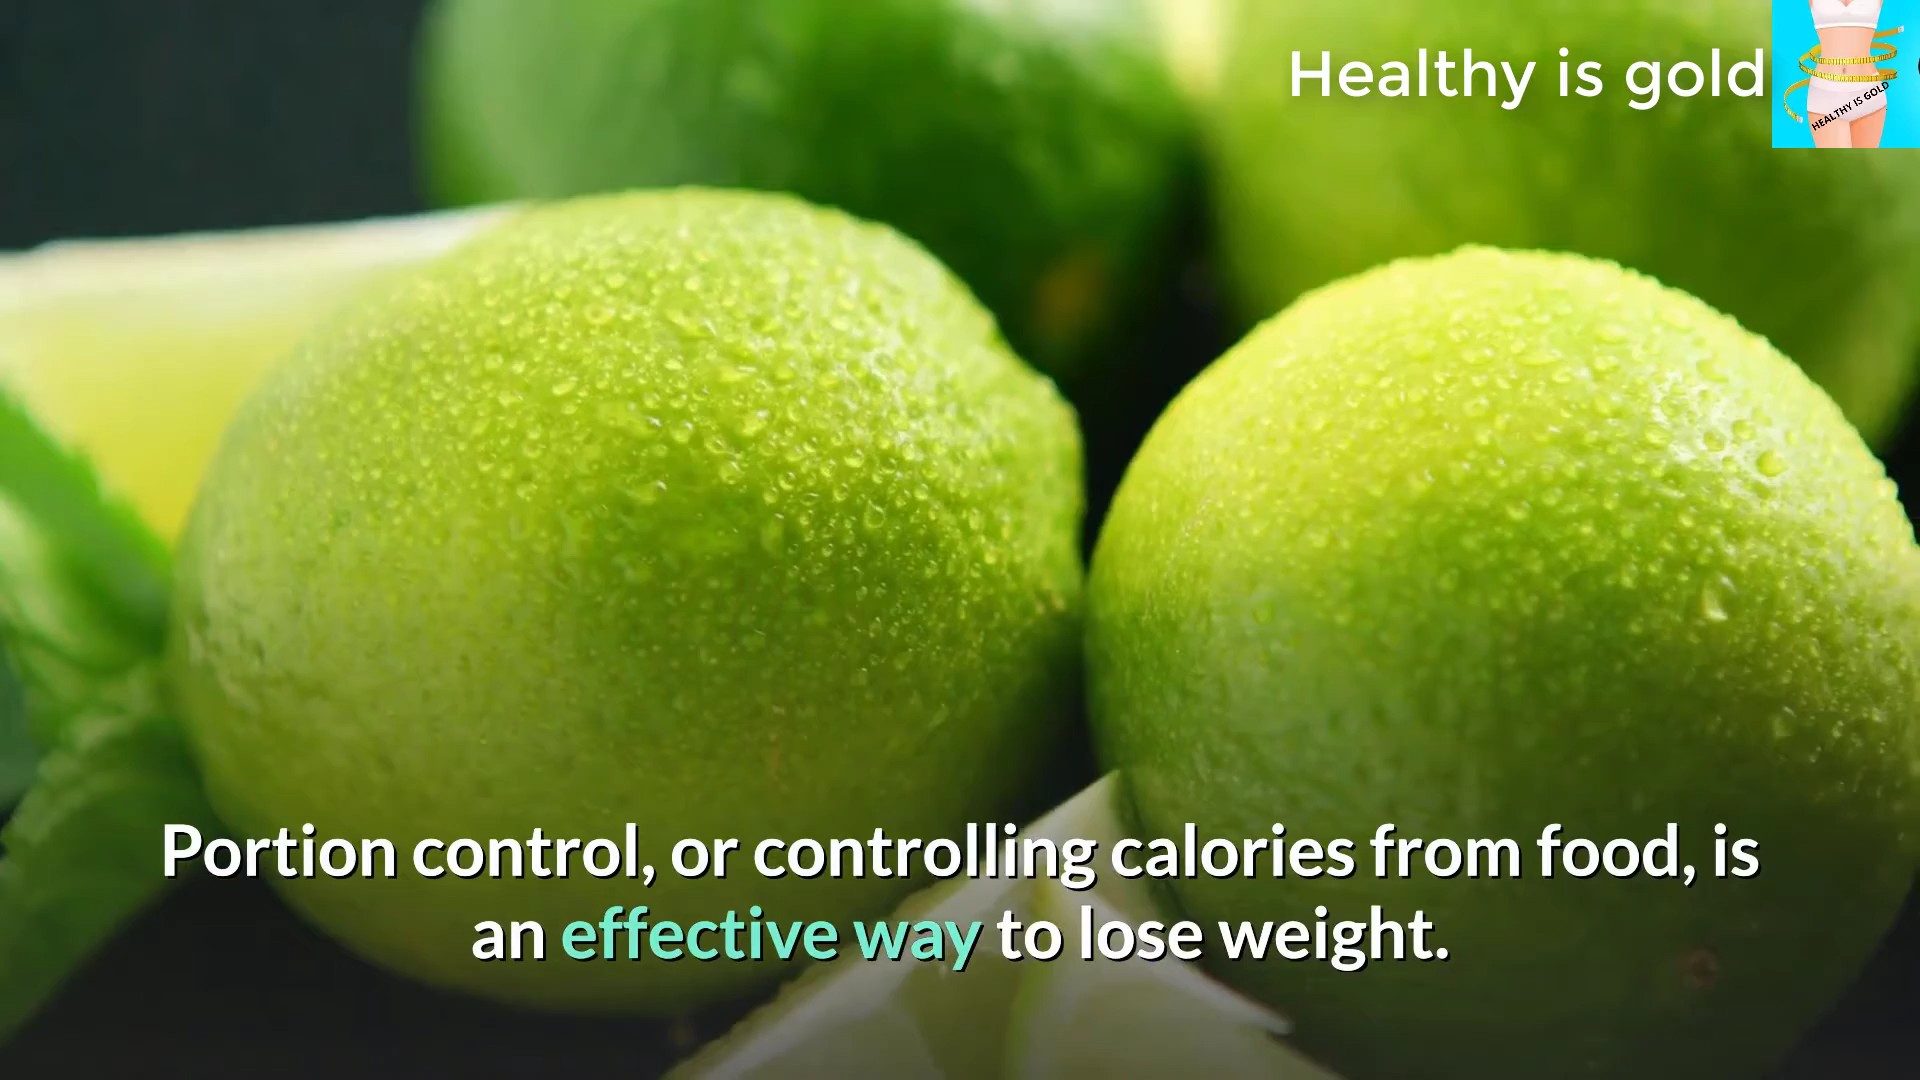 Healthy is gold
HEALTHY IS GOLD
Portion control, or controlling calories from food, is
an effective way to lose weight.